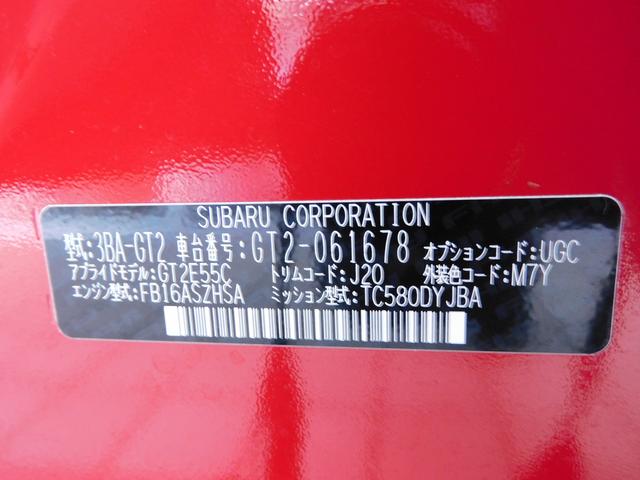 SUBARU CORPORATION
型式:3BA-GT2 車台番号:GT2-061678 オプションコード:UGC
アプライドモデル:GT2E55C トリムコード:J20 外装色コード:M7Y
エンジン型式:FB16ASZHSA ミッション型式:TC580DYJBA